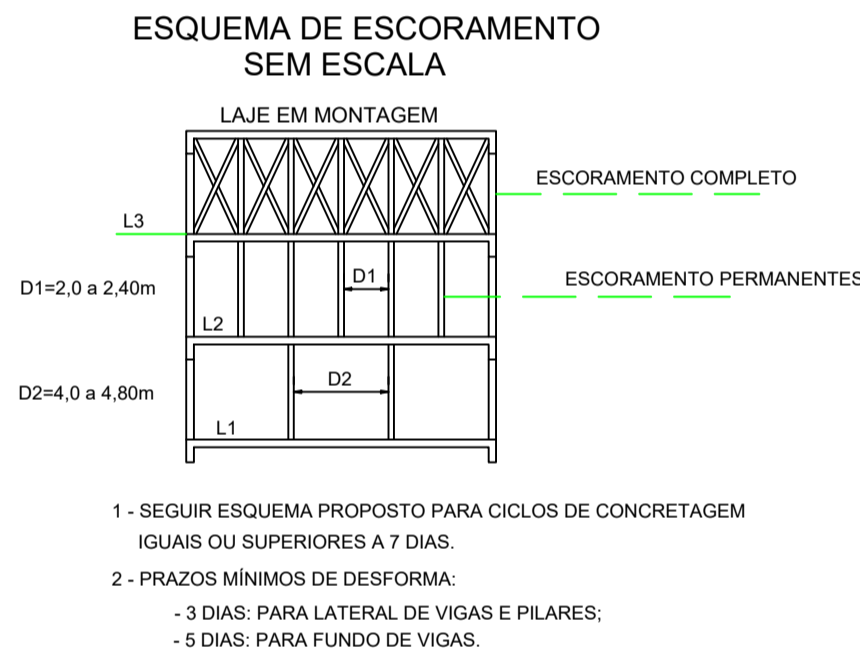 ESQUEMA DE ESCORAMENTO
SEM ESCALA
LAJE EM MONTAGEM
ESCORAMENTO COMPLETO
L3
D1
ESCORAMENTO PERMANENTES
D1=2,0 a 2,40m
L2
D2
D2=4,0 a 4,80m
L1
1 - SEGUIR ESQUEMA PROPOSTO PARA CICLOS DE CONCRETAGEM
IGUAIS OU SUPERIORES A 7 DIAS.
2 - PRAZOS MÍNIMOS DE DESFORMA:
- 3 DIAS: PARA LATERAL DE VIGAS E PILARES;
- 5 DIAS: PARA FUNDO DE VIGAS.